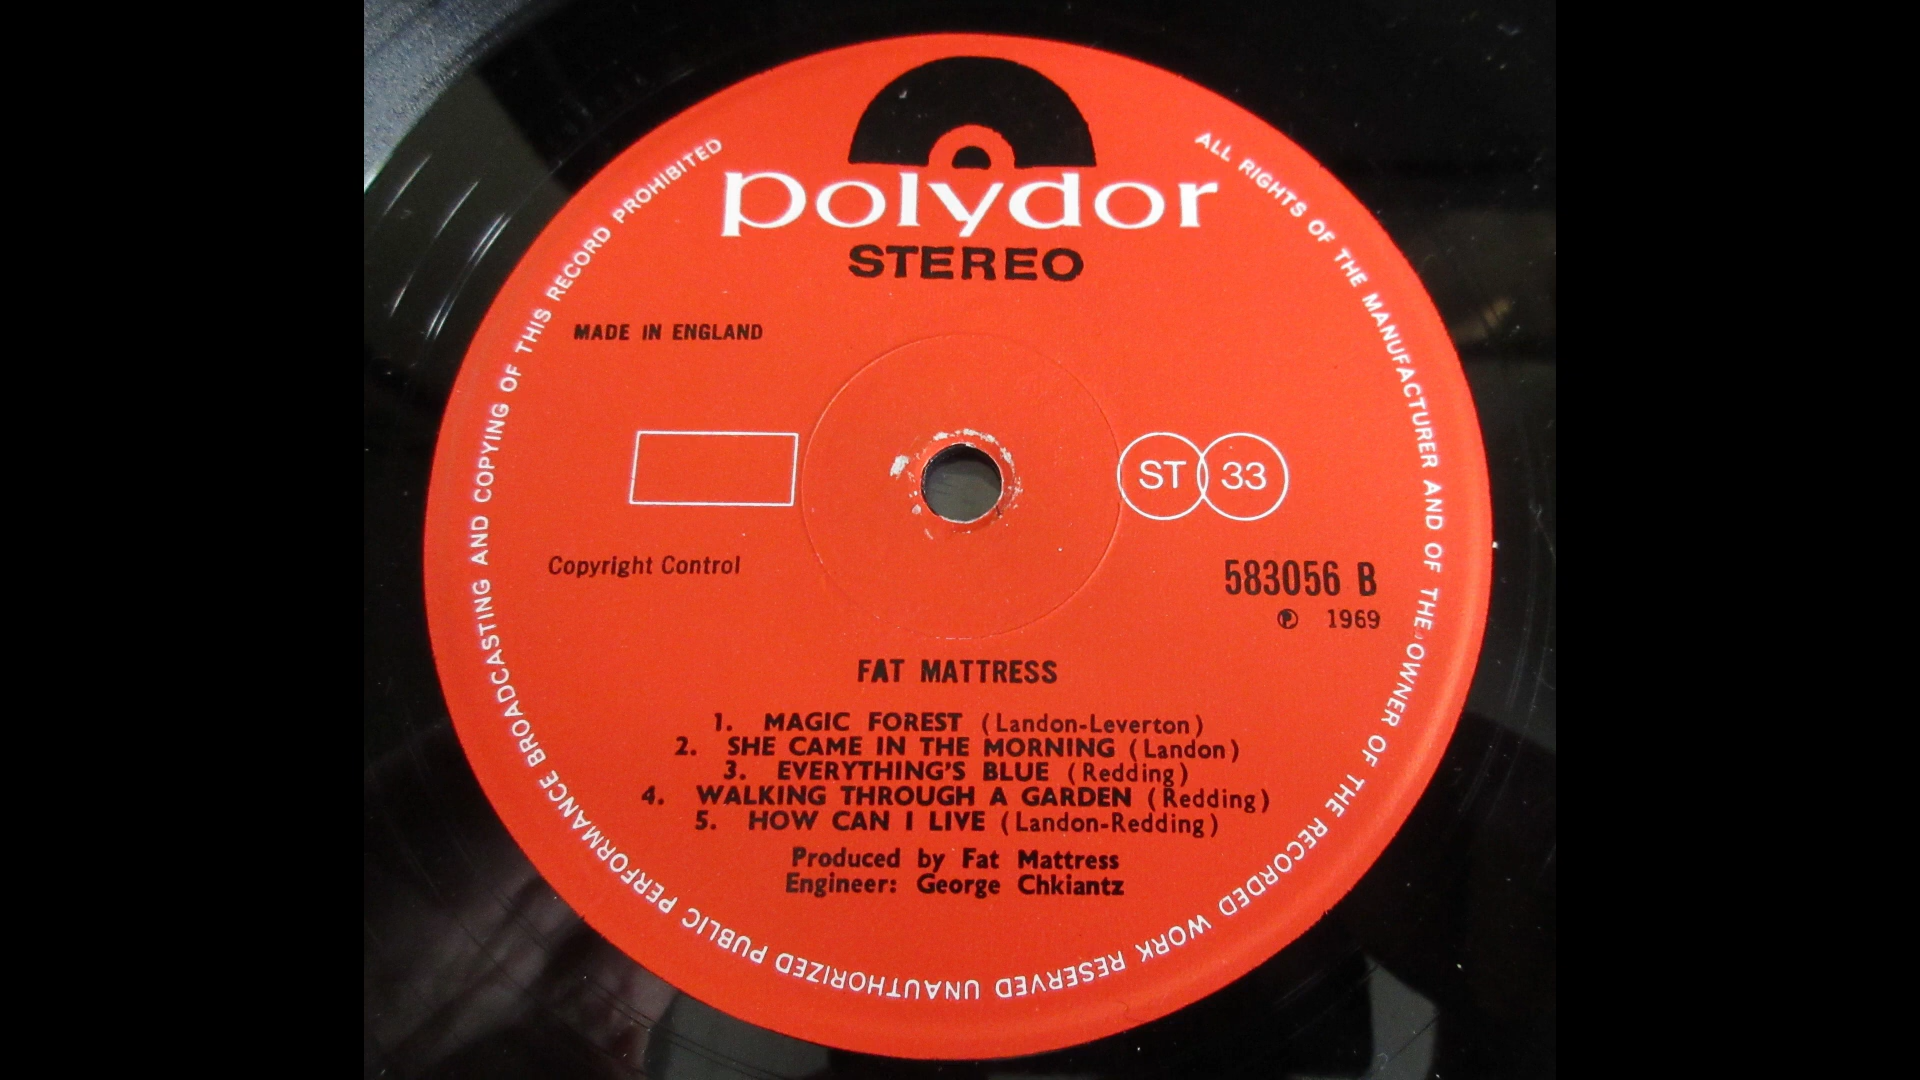 polydor
STEREO
MADE IN ENGLAND
ST 33
Copyright Control
583056 B
℗ 1969
FAT MATTRESS
1. MAGIC FOREST (Landon-Leverton)
2. SHE CAME IN THE MORNING (Landon)
3. EVERYTHING'S BLUE (Redding)
4. WALKING THROUGH A GARDEN (Redding)
5. HOW CAN I LIVE (Landon-Redding)
Produced by Fat Mattress
Engineer: George Chkiantz
ALL RIGHTS OF THE MANUFACTURER AND OF THE OWNER OF THE RECORDED WORK RESERVED UNAUTHORIZED PUBLIC PERFORMANCE BROADCASTING AND COPYING OF THIS RECORD PROHIBITED